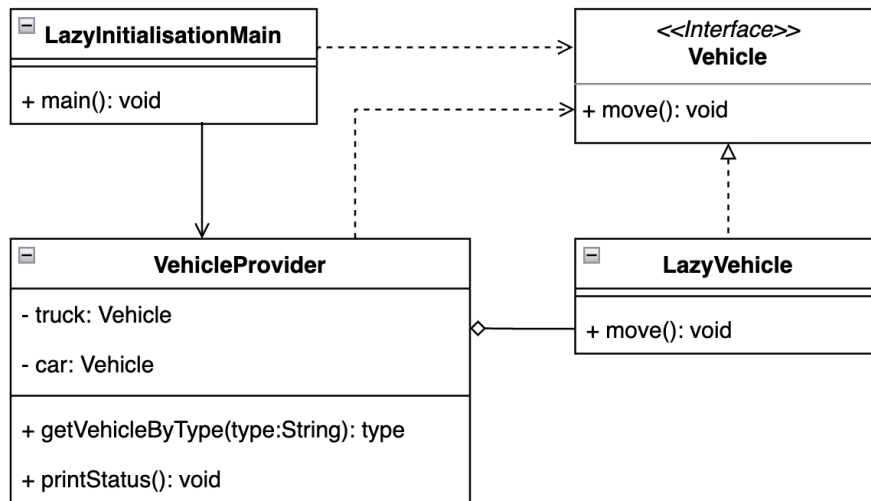 LazyInitialisationMain
+ main(): void
<<Interface>>
Vehicle
+ move(): void
VehicleProvider
- truck: Vehicle
- car: Vehicle
+ getVehicleByType(type:String): type
+ printStatus(): void
LazyVehicle
+ move(): void